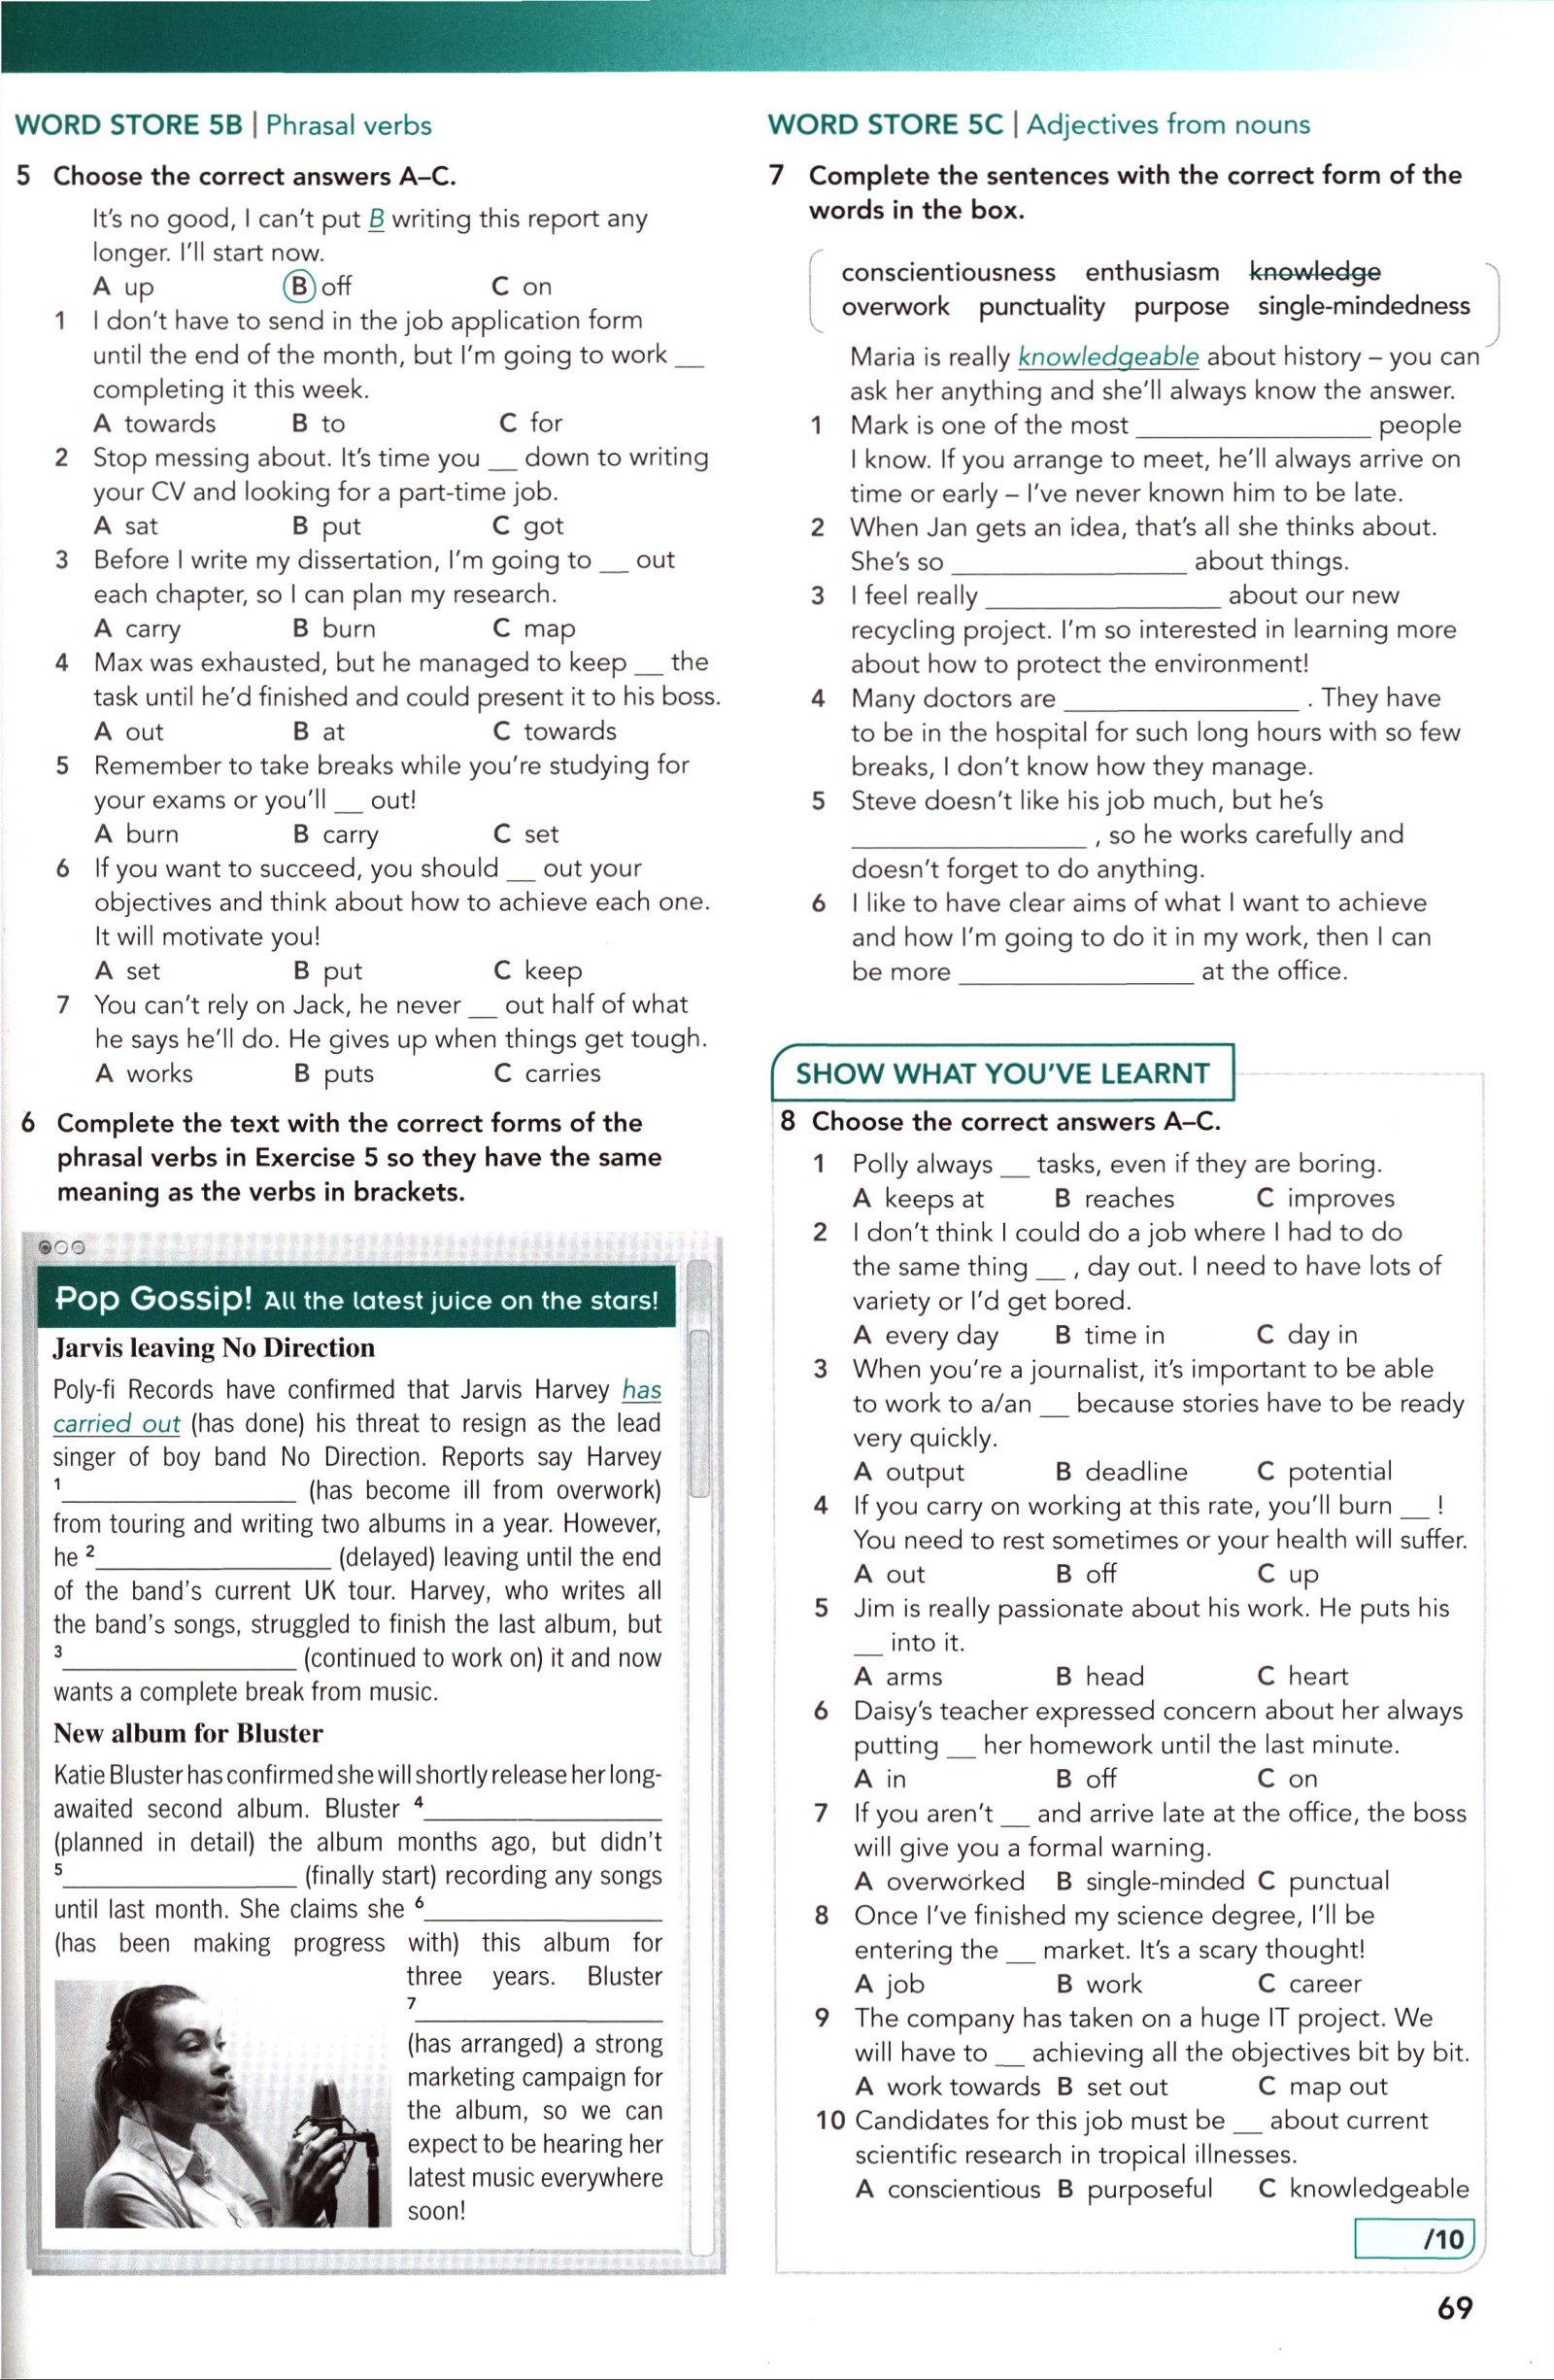 WORD STORE 5B | Phrasal verbs
5 Choose the correct answers A–C.
It's no good, I can't put B writing this report any
longer. I'll start now.
A up B off C on
1 I don't have to send in the job application form
until the end of the month, but I'm going to work __
completing it this week.
A towards B to C for
2 Stop messing about. It's time you __ down to writing
your CV and looking for a part-time job.
A sat B put C got
3 Before I write my dissertation, I'm going to __ out
each chapter, so I can plan my research.
A carry B burn C map
4 Max was exhausted, but he managed to keep __ the
task until he'd finished and could present it to his boss.
A out B at C towards
5 Remember to take breaks while you're studying for
your exams or you'll __ out!
A burn B carry C set
6 If you want to succeed, you should __ out your
objectives and think about how to achieve each one.
It will motivate you!
A set B put C keep
7 You can't rely on Jack, he never __ out half of what
he says he'll do. He gives up when things get tough.
A works B puts C carries
6 Complete the text with the correct forms of the
phrasal verbs in Exercise 5 so they have the same
meaning as the verbs in brackets.
Pop Gossip! All the latest juice on the stars!
Jarvis leaving No Direction
Poly-fi Records have confirmed that Jarvis Harvey has
carried out (has done) his threat to resign as the lead
singer of boy band No Direction. Reports say Harvey
1________________ (has become ill from overwork)
from touring and writing two albums in a year. However,
he 2________________ (delayed) leaving until the end
of the band's current UK tour. Harvey, who writes all
the band's songs, struggled to finish the last album, but
3________________ (continued to work on) it and now
wants a complete break from music.
New album for Bluster
Katie Bluster has confirmed she will shortly release her long-
awaited second album. Bluster 4________________
(planned in detail) the album months ago, but didn't
5________________ (finally start) recording any songs
until last month. She claims she 6________________
(has been making progress with) this album for
three years. Bluster
7________________
(has arranged) a strong
marketing campaign for
the album, so we can
expect to be hearing her
latest music everywhere
soon!
WORD STORE 5C | Adjectives from nouns
7 Complete the sentences with the correct form of the
words in the box.
conscientiousness enthusiasm knowledge
overwork punctuality purpose single-mindedness
Maria is really knowledgeable about history – you can
ask her anything and she'll always know the answer.
1 Mark is one of the most ________________ people
I know. If you arrange to meet, he'll always arrive on
time or early – I've never known him to be late.
2 When Jan gets an idea, that's all she thinks about.
She's so ________________ about things.
3 I feel really ________________ about our new
recycling project. I'm so interested in learning more
about how to protect the environment!
4 Many doctors are ________________ . They have
to be in the hospital for such long hours with so few
breaks, I don't know how they manage.
5 Steve doesn't like his job much, but he's
________________ , so he works carefully and
doesn't forget to do anything.
6 I like to have clear aims of what I want to achieve
and how I'm going to do it in my work, then I can
be more ________________ at the office.
SHOW WHAT YOU'VE LEARNT
8 Choose the correct answers A–C.
1 Polly always __ tasks, even if they are boring.
A keeps at B reaches C improves
2 I don't think I could do a job where I had to do
the same thing __ , day out. I need to have lots of
variety or I'd get bored.
A every day B time in C day in
3 When you're a journalist, it's important to be able
to work to a/an __ because stories have to be ready
very quickly.
A output B deadline C potential
4 If you carry on working at this rate, you'll burn __ !
You need to rest sometimes or your health will suffer.
A out B off C up
5 Jim is really passionate about his work. He puts his
__ into it.
A arms B head C heart
6 Daisy's teacher expressed concern about her always
putting __ her homework until the last minute.
A in B off C on
7 If you aren't __ and arrive late at the office, the boss
will give you a formal warning.
A overworked B single-minded C punctual
8 Once I've finished my science degree, I'll be
entering the __ market. It's a scary thought!
A job B work C career
9 The company has taken on a huge IT project. We
will have to __ achieving all the objectives bit by bit.
A work towards B set out C map out
10 Candidates for this job must be __ about current
scientific research in tropical illnesses.
A conscientious B purposeful C knowledgeable
/10
69